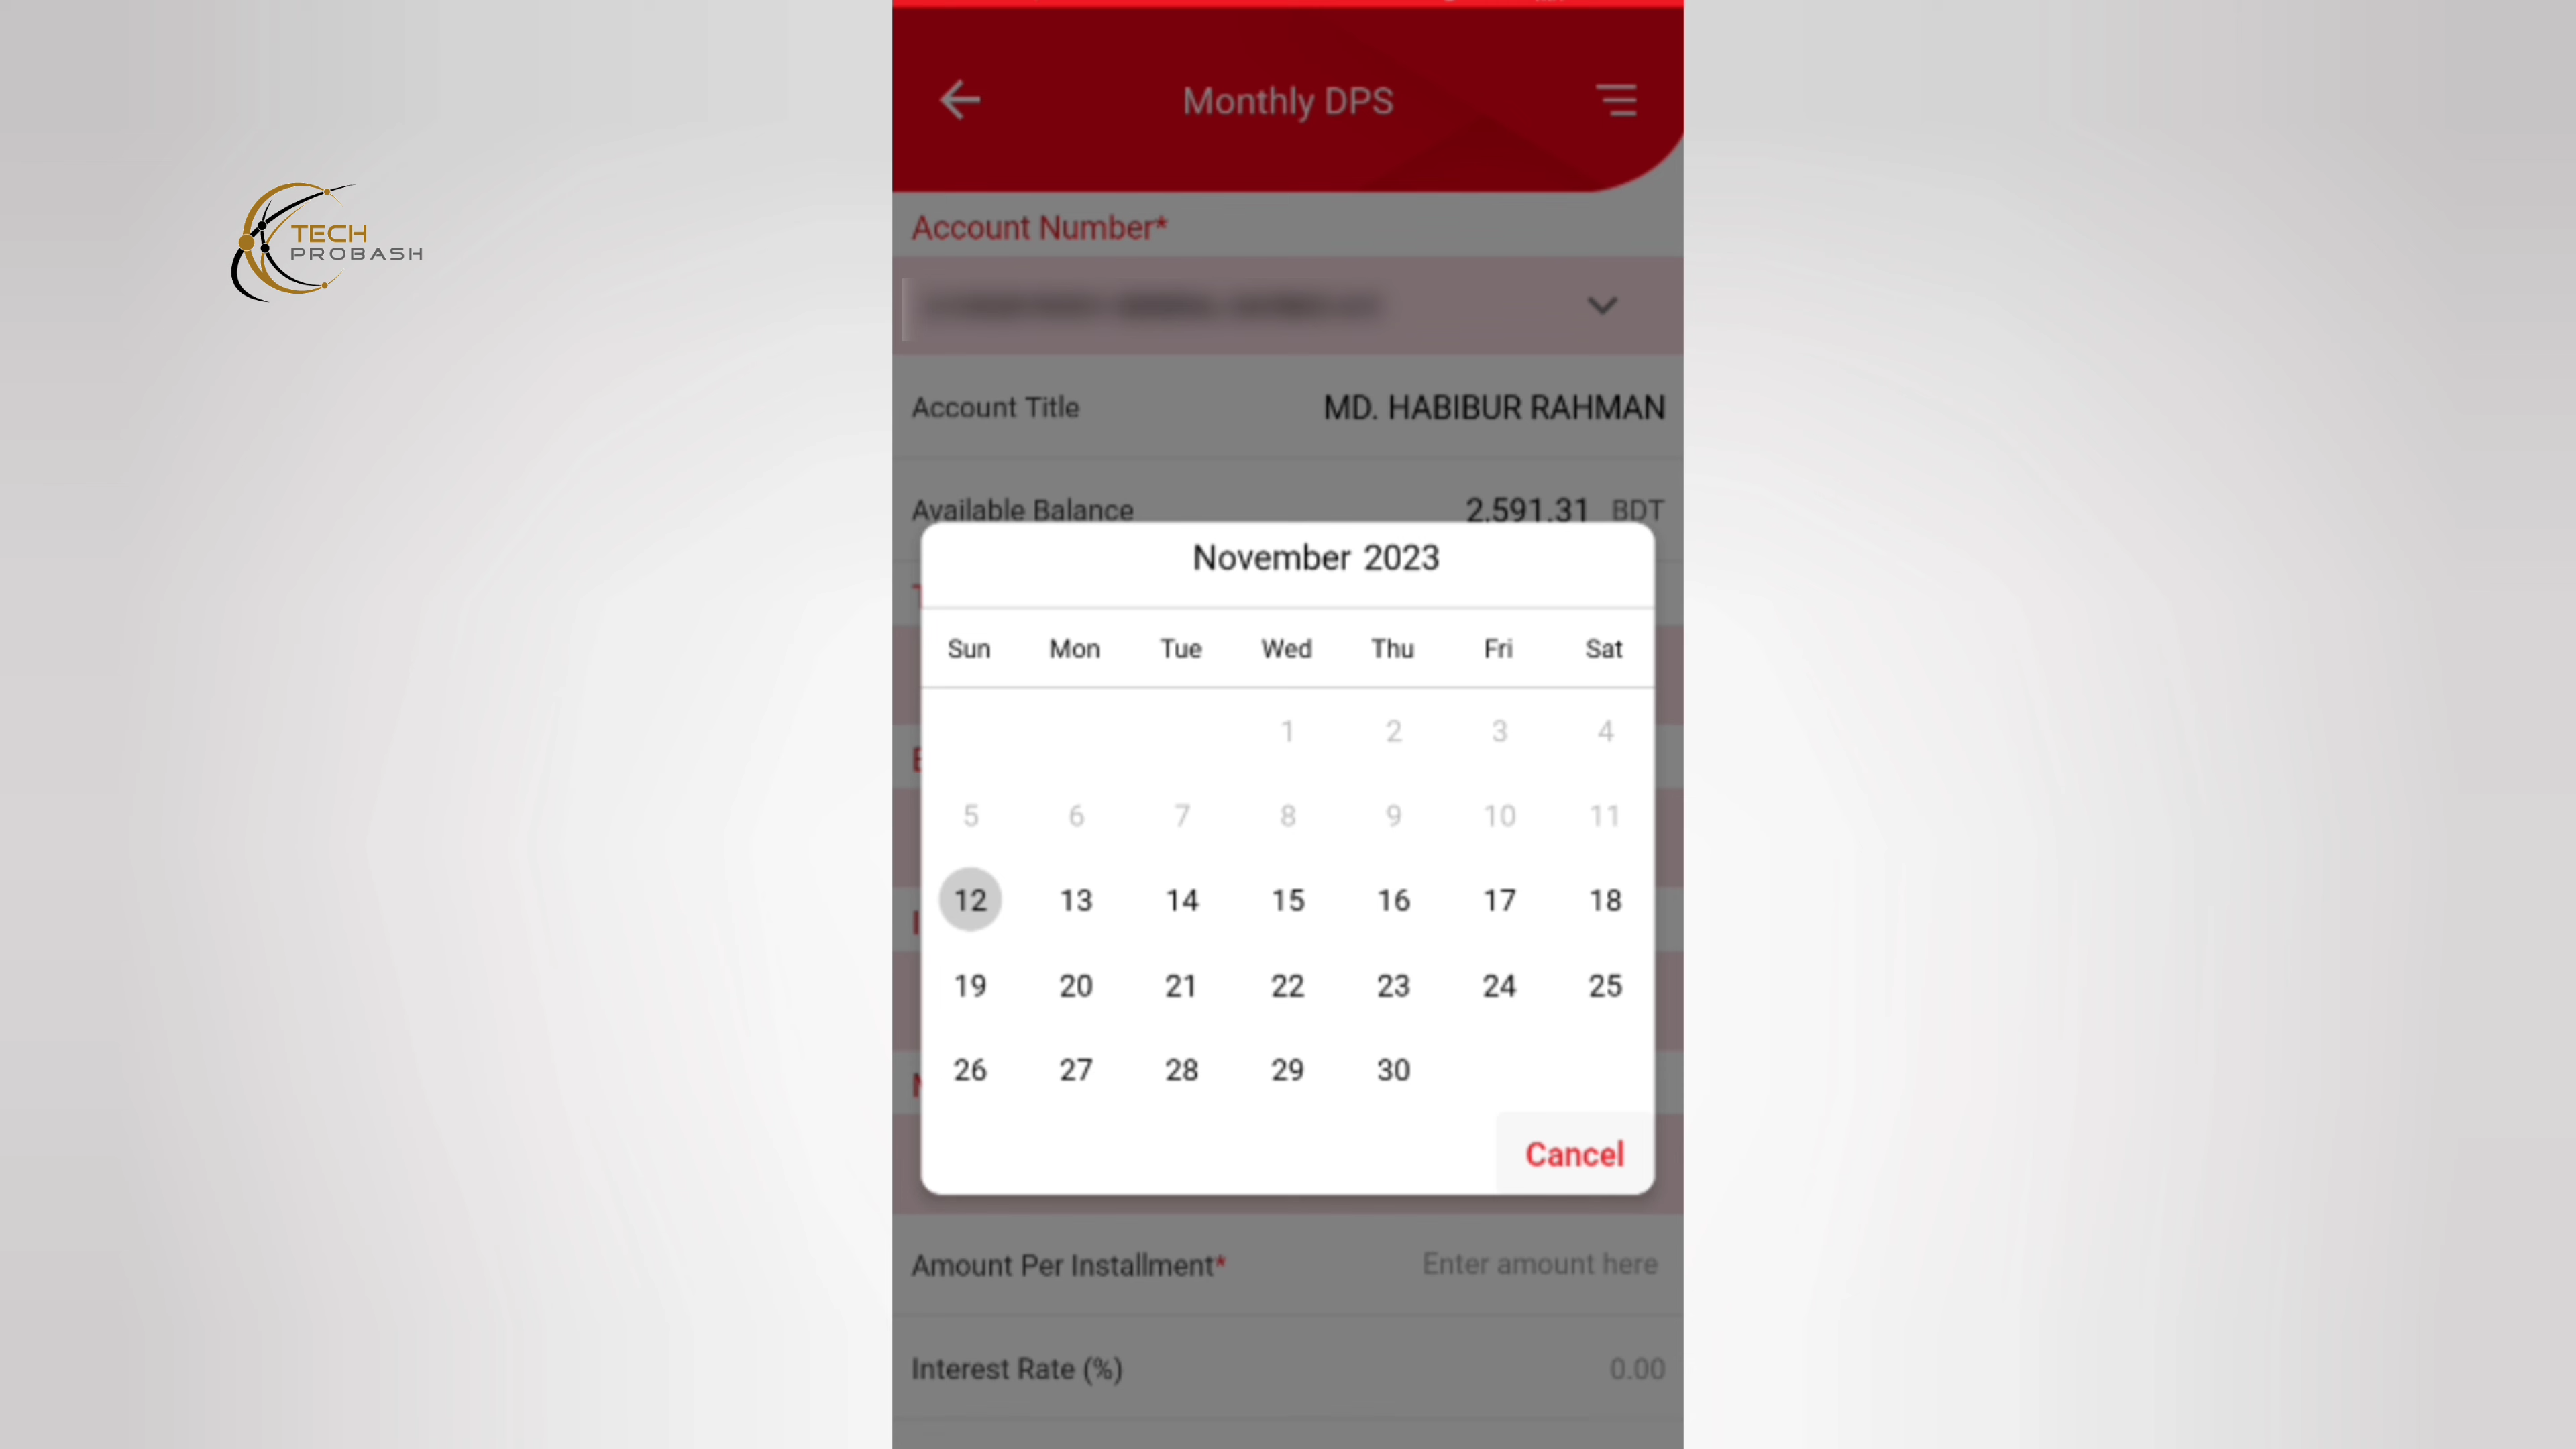 TECH
PROBASH
Monthly DPS
Account Number*
Account Title MD. HABIBUR RAHMAN
Available Balance 2,591.31 BDT
November 2023
Sun Mon Tue Wed Thu Fri Sat
1 2 3 4
5 6 7 8 9 10 11
12 13 14 15 16 17 18
19 20 21 22 23 24 25
26 27 28 29 30
Cancel
Amount Per Installment* Enter amount here
Interest Rate (%) 0.00